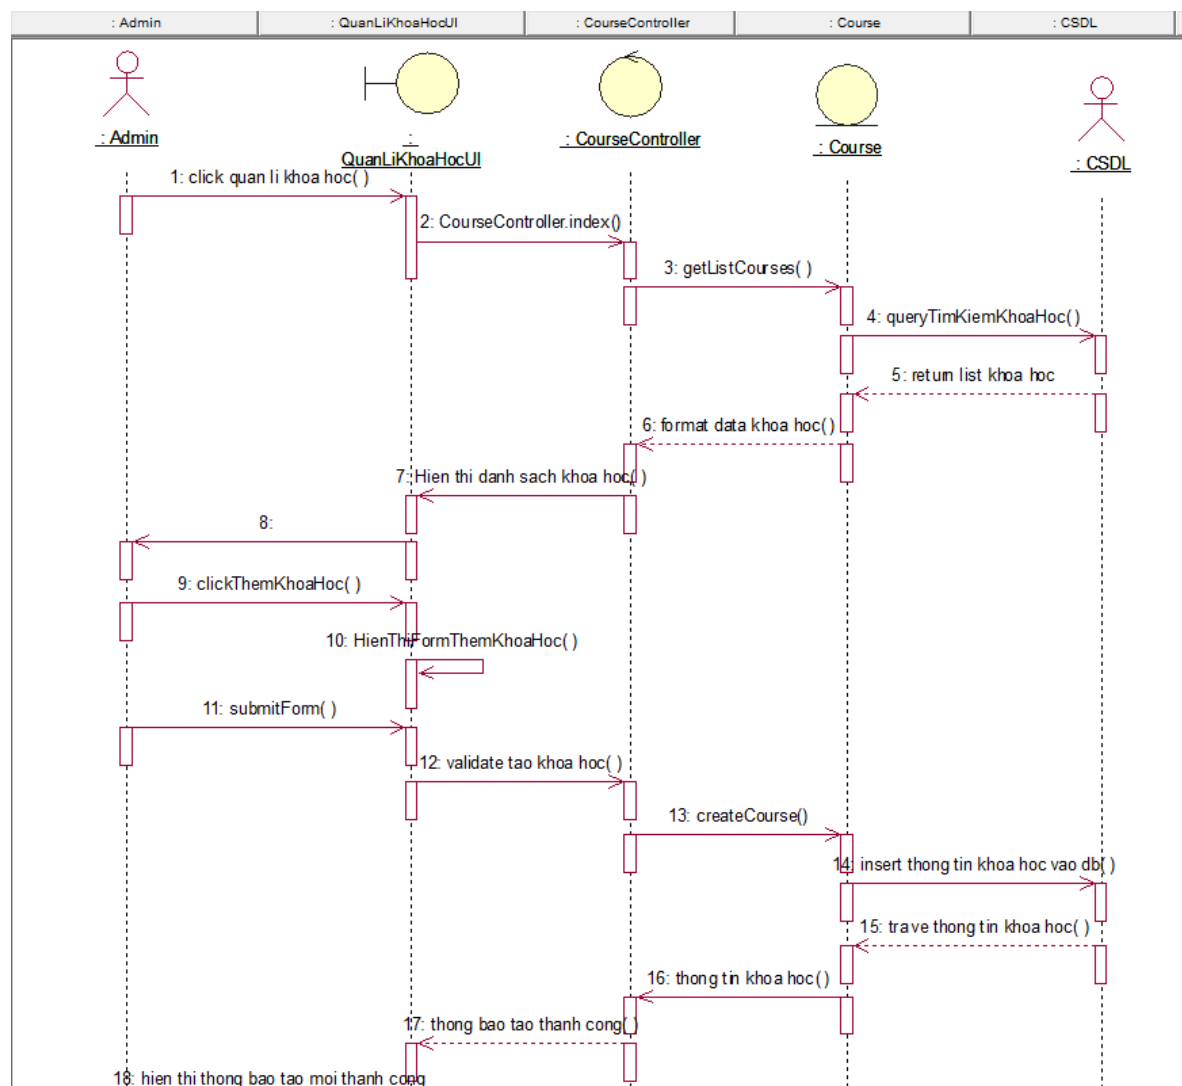 : Admin
: QuanLiKhoaHocUI
: CourseController
: Course
: CSDL
: Admin
:
QuanLiKhoaHocUI
: CourseController
: Course
: CSDL
1: click quan li khoa hoc( )
2: CourseController.index()
3: getListCourses( )
4: queryTimKiemKhoaHoc( )
5: return list khoa hoc
6: format data khoa hoc( )
7: Hien thi danh sach khoa hoc( )
8:
9: clickThemKhoaHoc( )
10: HienThiFormThemKhoaHoc( )
11: submitForm( )
12: validate tao khoa hoc( )
13: createCourse()
14: insert thong tin khoa hoc vao db( )
15: tra ve thong tin khoa hoc( )
16: thong tin khoa hoc( )
17: thong bao tao thanh cong( )
18: hien thi thong bao tao moi thanh cong